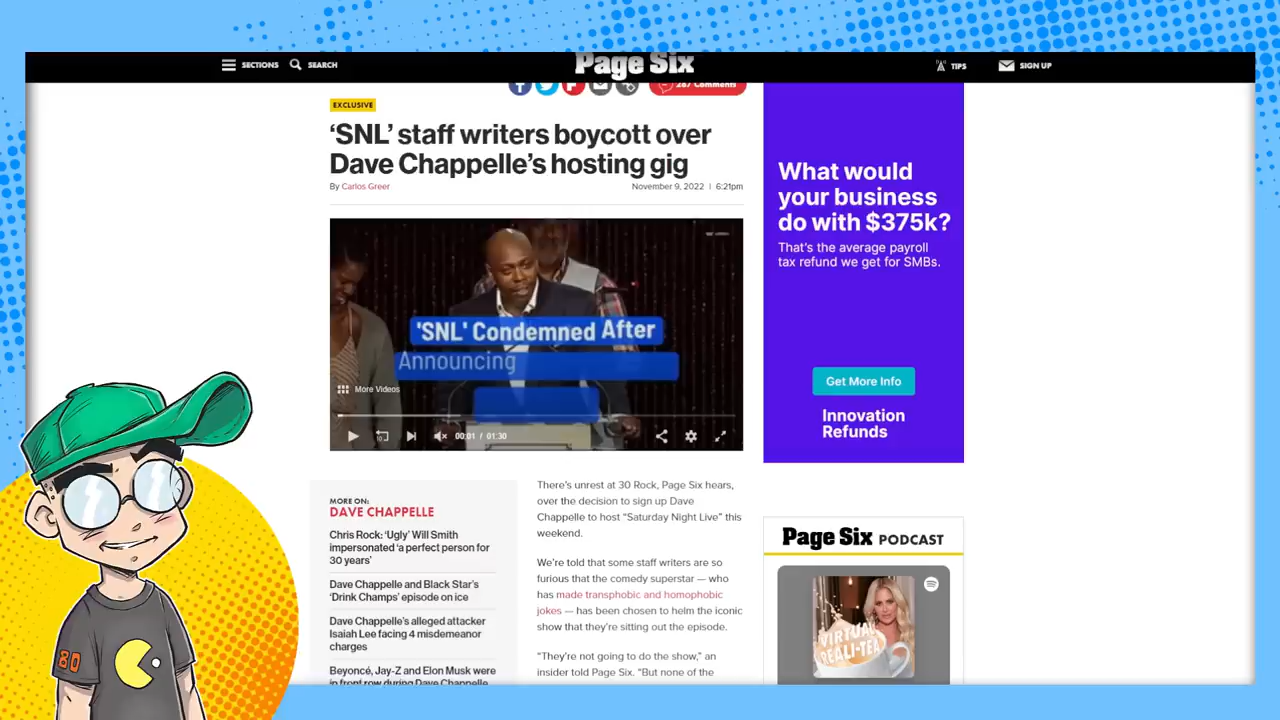 SECTIONS
SEARCH
Page Six
TIPS
SIGN UP
267 Comments
EXCLUSIVE
‘SNL’ staff writers boycott over
Dave Chappelle’s hosting gig
By Carlos Greer
November 9, 2022 | 6:21pm
'SNL' Condemned After
Announcing
More Videos
10
00:01 / 01:30
What would
your business
do with $375k?
That's the average payroll
tax refund we get for SMBs.
Get More Info
Innovation
Refunds
MORE ON:
DAVE CHAPPELLE
Chris Rock: ‘Ugly’ Will Smith
impersonated ‘a perfect person for
30 years’
Dave Chappelle and Black Star’s
‘Drink Champs’ episode on ice
Dave Chappelle’s alleged attacker
Isaiah Lee facing 4 misdemeanor
charges
Beyoncé, Jay-Z and Elon Musk were
in front row during Dave Chappelle
There’s unrest at 30 Rock, Page Six hears,
over the decision to sign up Dave
Chappelle to host “Saturday Night Live” this
weekend.
We’re told that some staff writers are so
furious that the comedy superstar — who
has made transphobic and homophobic
jokes — has been chosen to helm the iconic
show that they’re sitting out the episode.
“They’re not going to do the show,” an
insider told Page Six. “But none of the
Page Six PODCAST
VIRTUAL
REALI-TEA
80